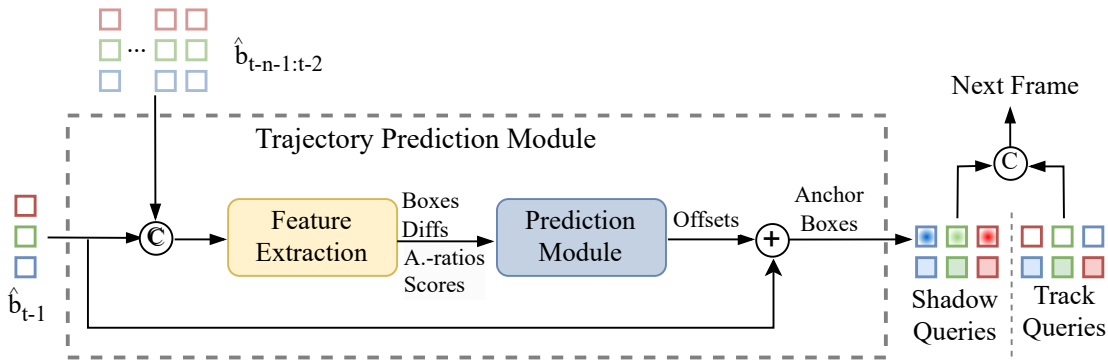 ...
b̂t-n-1:t-2
Next Frame
Trajectory Prediction Module
C
C
Feature
Extraction
Boxes
Diffs
A.-ratios
Scores
Prediction
Module
Offsets
+
Anchor
Boxes
b̂t-1
Shadow
Queries
Track
Queries